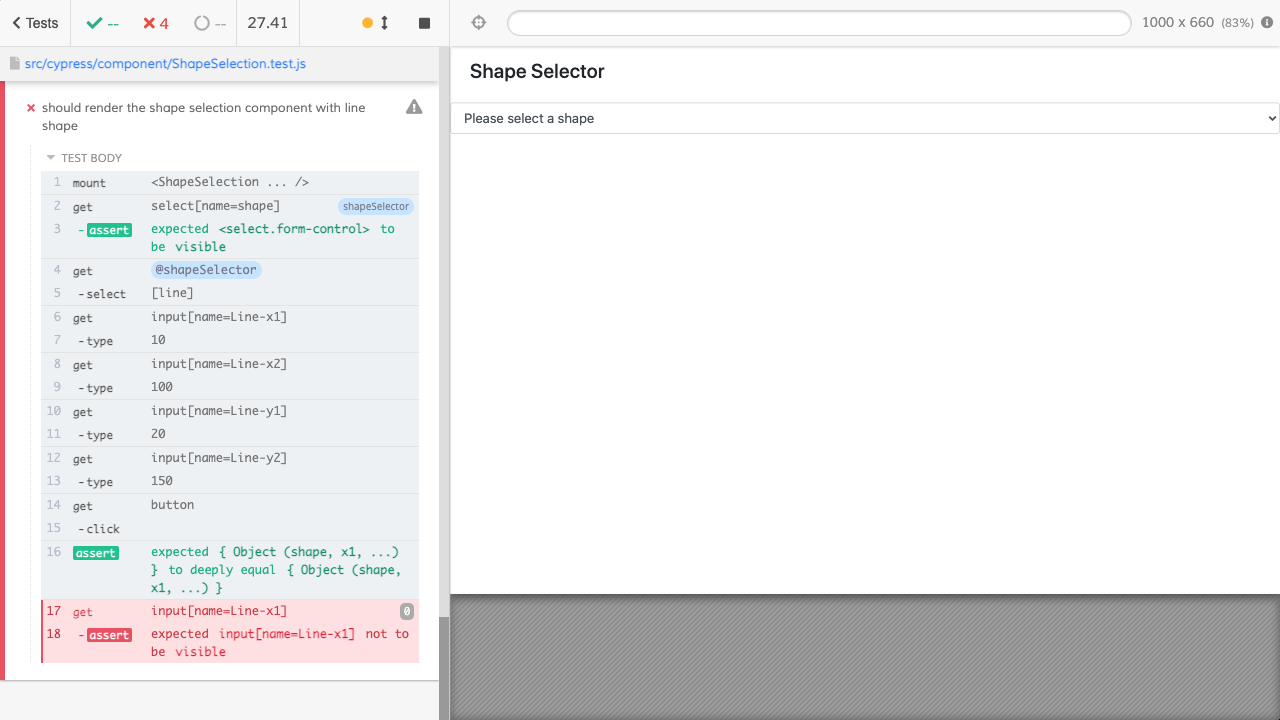 Tests
--
4
--
27.41
1000 x 660 (83%)
src/cypress/component/ShapeSelection.test.js
should render the shape selection component with line
shape
TEST BODY
1 mount <ShapeSelection ... />
2 get select[name=shape] shapeSelector
3 -assert expected <select.form-control> to
be visible
4 get @shapeSelector
5 -select [line]
6 get input[name=Line-x1]
7 -type 10
8 get input[name=Line-x2]
9 -type 100
10 get input[name=Line-y1]
11 -type 20
12 get input[name=Line-y2]
13 -type 150
14 get button
15 -click
16 assert expected { Object (shape, x1, ...)
} to deeply equal { Object (shape,
x1, ...) }
17 get input[name=Line-x1] 0
18 -assert expected input[name=Line-x1] not to
be visible
Shape Selector
Please select a shape